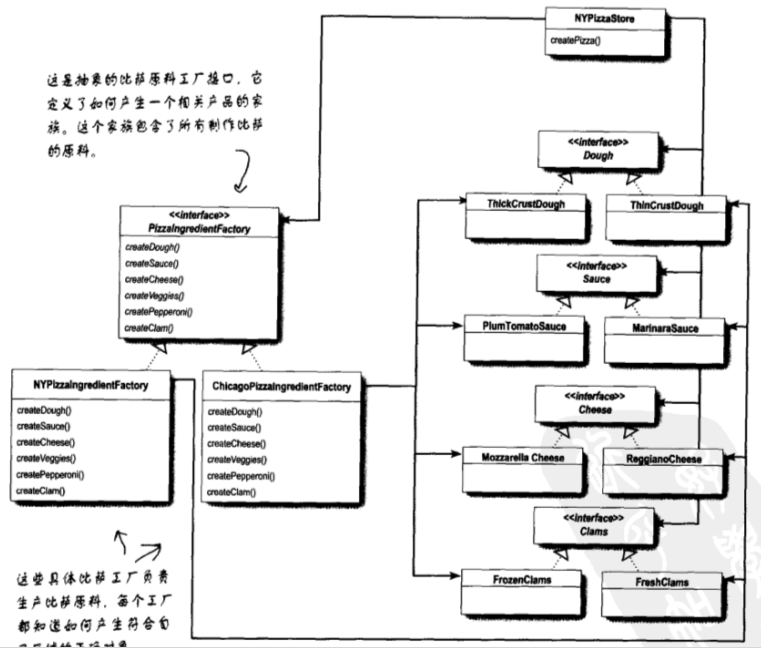 NYPizzaStore
createPizza()
这是抽象的比萨原料工厂接口，它
定义了如何产生一个相关产品的家
族。这个家族包含了所有制作比萨
的原料。
<<interface>>
PizzaIngredientFactory
createDough()
createSauce()
createCheese()
createVeggies()
createPepperoni()
createClam()
NYPizzaIngredientFactory
createDough()
createSauce()
createCheese()
createVeggies()
createPepperoni()
createClam()
ChicagoPizzaIngredientFactory
createDough()
createSauce()
createCheese()
createVeggies()
createPepperoni()
createClam()
<<interface>>
Dough
ThickCrustDough
ThinCrustDough
<<interface>>
Sauce
PlumTomatoSauce
MarinaraSauce
<<interface>>
Cheese
Mozzarella Cheese
ReggianoCheese
<<interface>>
Clams
FrozenClams
FreshClams
这些具体比萨工厂负责
生产比萨原料，每个工厂
都知道如何产生符合自